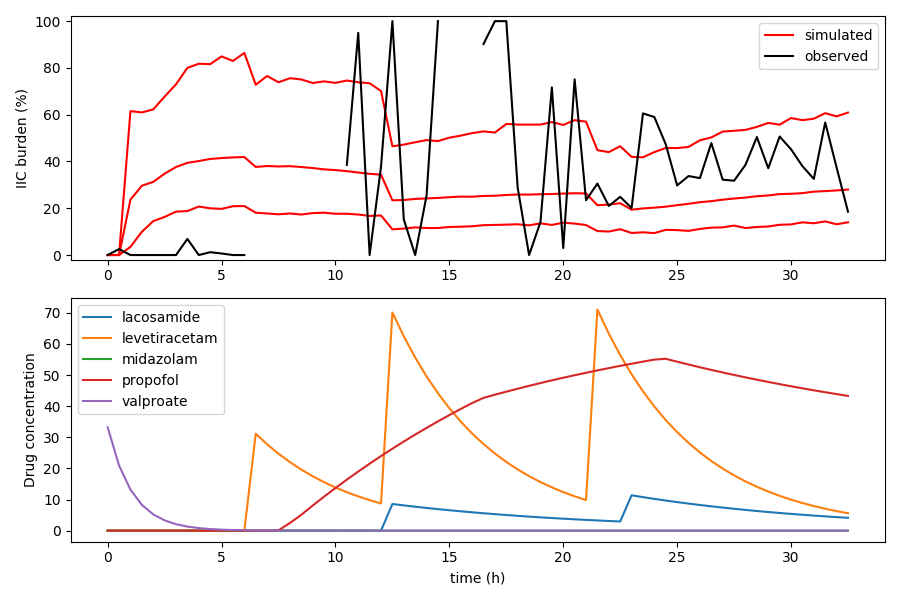 100
80
60
40
20
0
IIC burden (%)
simulated
observed
0 5 10 15 20 25 30
70
60
50
40
30
20
10
0
Drug concentration
lacosamide
levetiracetam
midazolam
propofol
valproate
0 5 10 15 20 25 30
time (h)